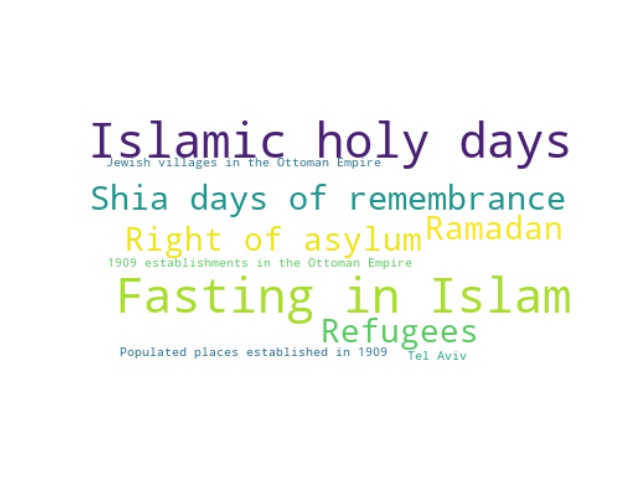 Islamic holy days
Jewish villages in the Ottoman Empire
Shia days of remembrance
Ramadan
Right of asylum
1909 establishments in the Ottoman Empire
Fasting in Islam
Refugees
Populated places established in 1909
Tel Aviv